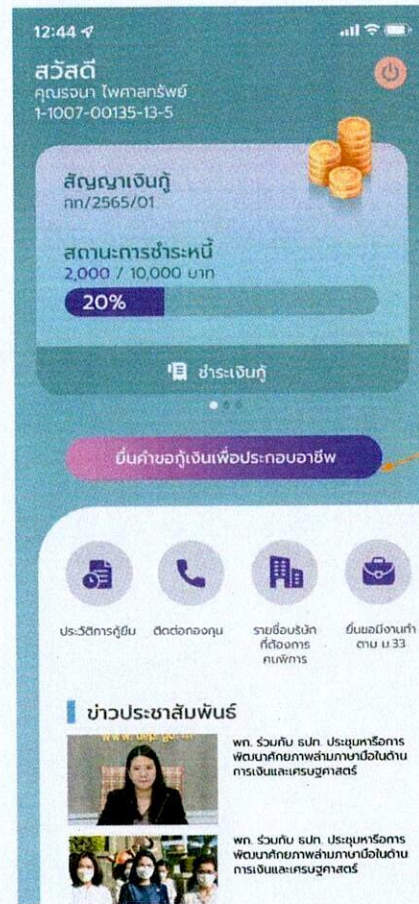 12:44
สวัสดี
คุณรจนา ไพศาลทรัพย์
1-1007-00135-13-5
สัญญาเงินกู้
กท/2565/01
สถานะการชำระหนี้
2,000 / 10,000 บาท
20%
ชำระเงินกู้
ยื่นคำขอกู้เงินเพื่อประกอบอาชีพ
ประวัติการกู้ยืม
ติดต่อกองทุน
รายชื่อบริษัท
ที่ต้องการ
คนพิการ
ยื่นขอมีงานทำ
ตาม ม.33
ข่าวประชาสัมพันธ์
พก. ร่วมกับ ธปท. ประชุมหารือการ
พัฒนาศักยภาพล่ามภาษามือในด้าน
การเงินและเศรษฐศาสตร์
พก. ร่วมกับ ธปท. ประชุมหารือการ
พัฒนาศักยภาพล่ามภาษามือในด้าน
การเงินและเศรษฐศาสตร์